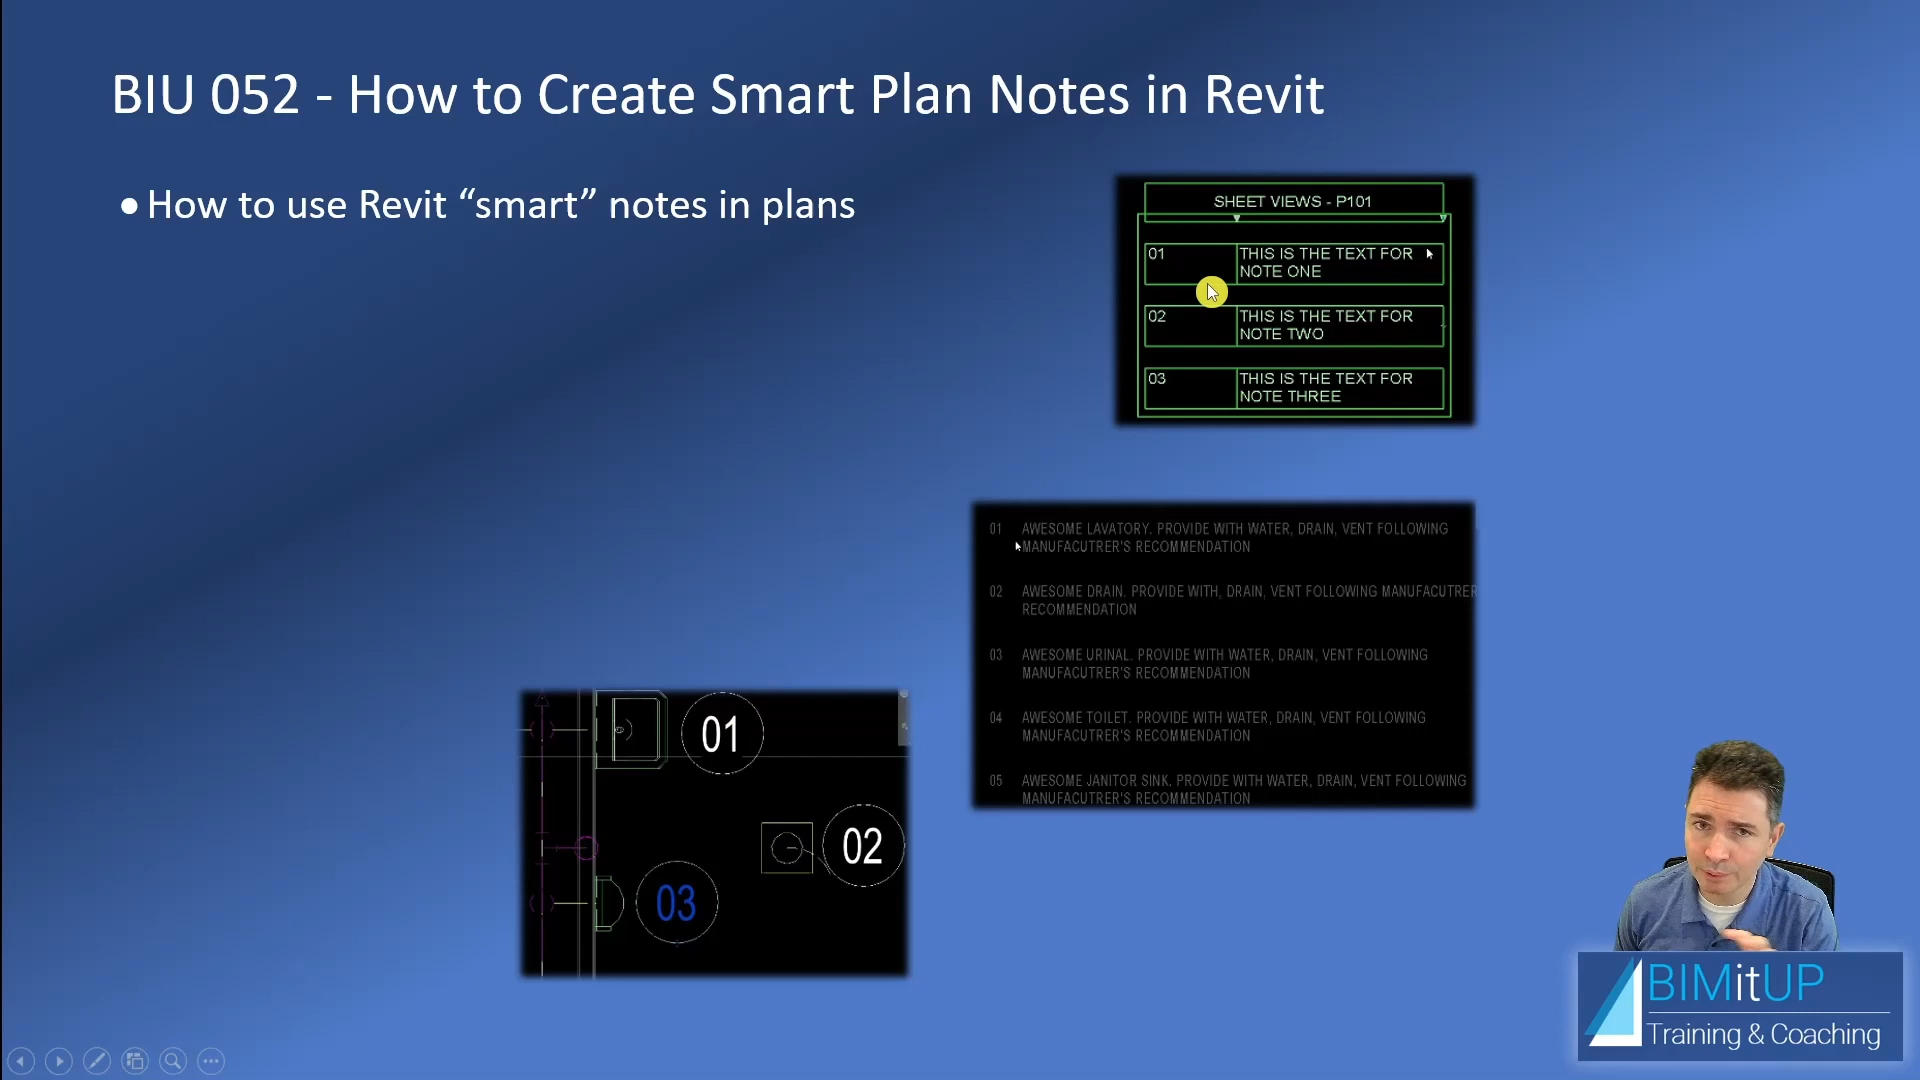 BIU 052 - How to Create Smart Plan Notes in Revit
● How to use Revit “smart” notes in plans
SHEET VIEWS - P101
01 THIS IS THE TEXT FOR
NOTE ONE
02 THIS IS THE TEXT FOR
NOTE TWO
03 THIS IS THE TEXT FOR
NOTE THREE
01 AWESOME LAVATORY. PROVIDE WITH WATER, DRAIN, VENT FOLLOWING
MANUFACUTRER'S RECOMMENDATION
02 AWESOME DRAIN. PROVIDE WITH, DRAIN, VENT FOLLOWING MANUFACUTRER
RECOMMENDATION
03 AWESOME URINAL. PROVIDE WITH WATER, DRAIN, VENT FOLLOWING
MANUFACUTRER'S RECOMMENDATION
04 AWESOME TOILET. PROVIDE WITH WATER, DRAIN, VENT FOLLOWING
MANUFACUTRER'S RECOMMENDATION
05 AWESOME JANITOR SINK. PROVIDE WITH WATER, DRAIN, VENT FOLLOWING
MANUFACUTRER'S RECOMMENDATION
01
02
03
BIMitUP
Training & Coaching